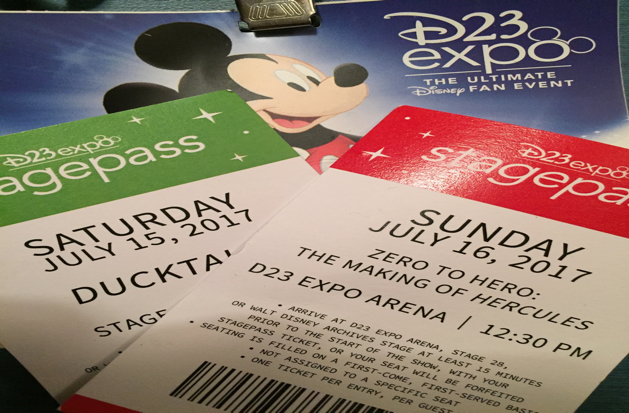 D23
expo
THE ULTIMATE
Disney FAN EVENT
D23 expo
agepass
SATURDAY
JULY 15, 2017
STAGE
D23 expo
stagepas
SUNDAY
JULY 16, 2017
ZERO TO HERO:
THE MAKING OF HERCULES
D23 EXPO ARENA | 12:30 PM
• ARRIVE AT D23 EXPO ARENA, STAGE 28,
OR WALT DISNEY ARCHIVES STAGE AT LEAST 15 MINUTES
PRIOR TO THE START OF THE SHOW, WITH YOUR
STAGEPASS TICKET, OR YOUR SEAT WILL BE FORFEITED
• SEATING IS FILLED ON A FIRST-COME, FIRST-SERVED BASIS
• NOT ASSIGNED TO A SPECIFIC SEAT
• ONE TICKET PER ENTRY, PER GUEST